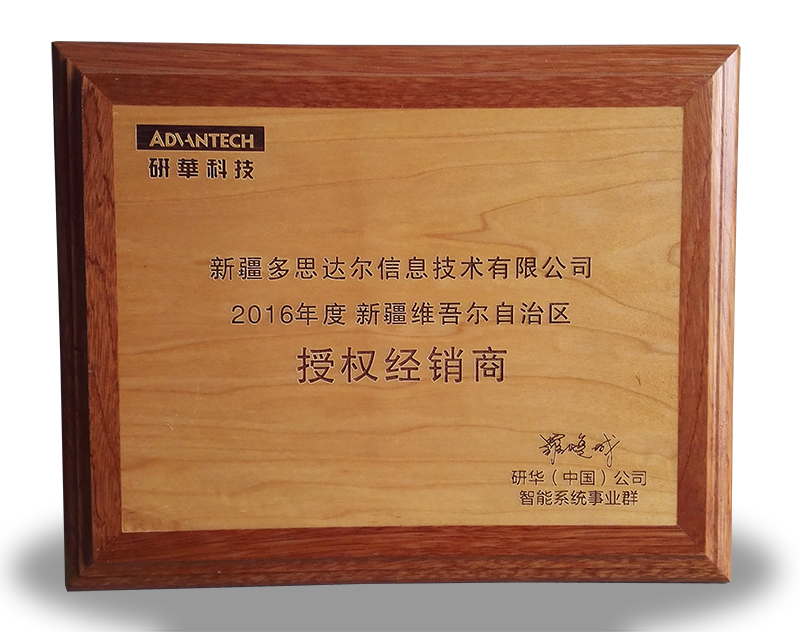 ADVANTECH
研華科技
新疆多思达尔信息技术有限公司
2016年度 新疆维吾尔自治区
授权经销商
研华（中国）公司
智能系统事业群